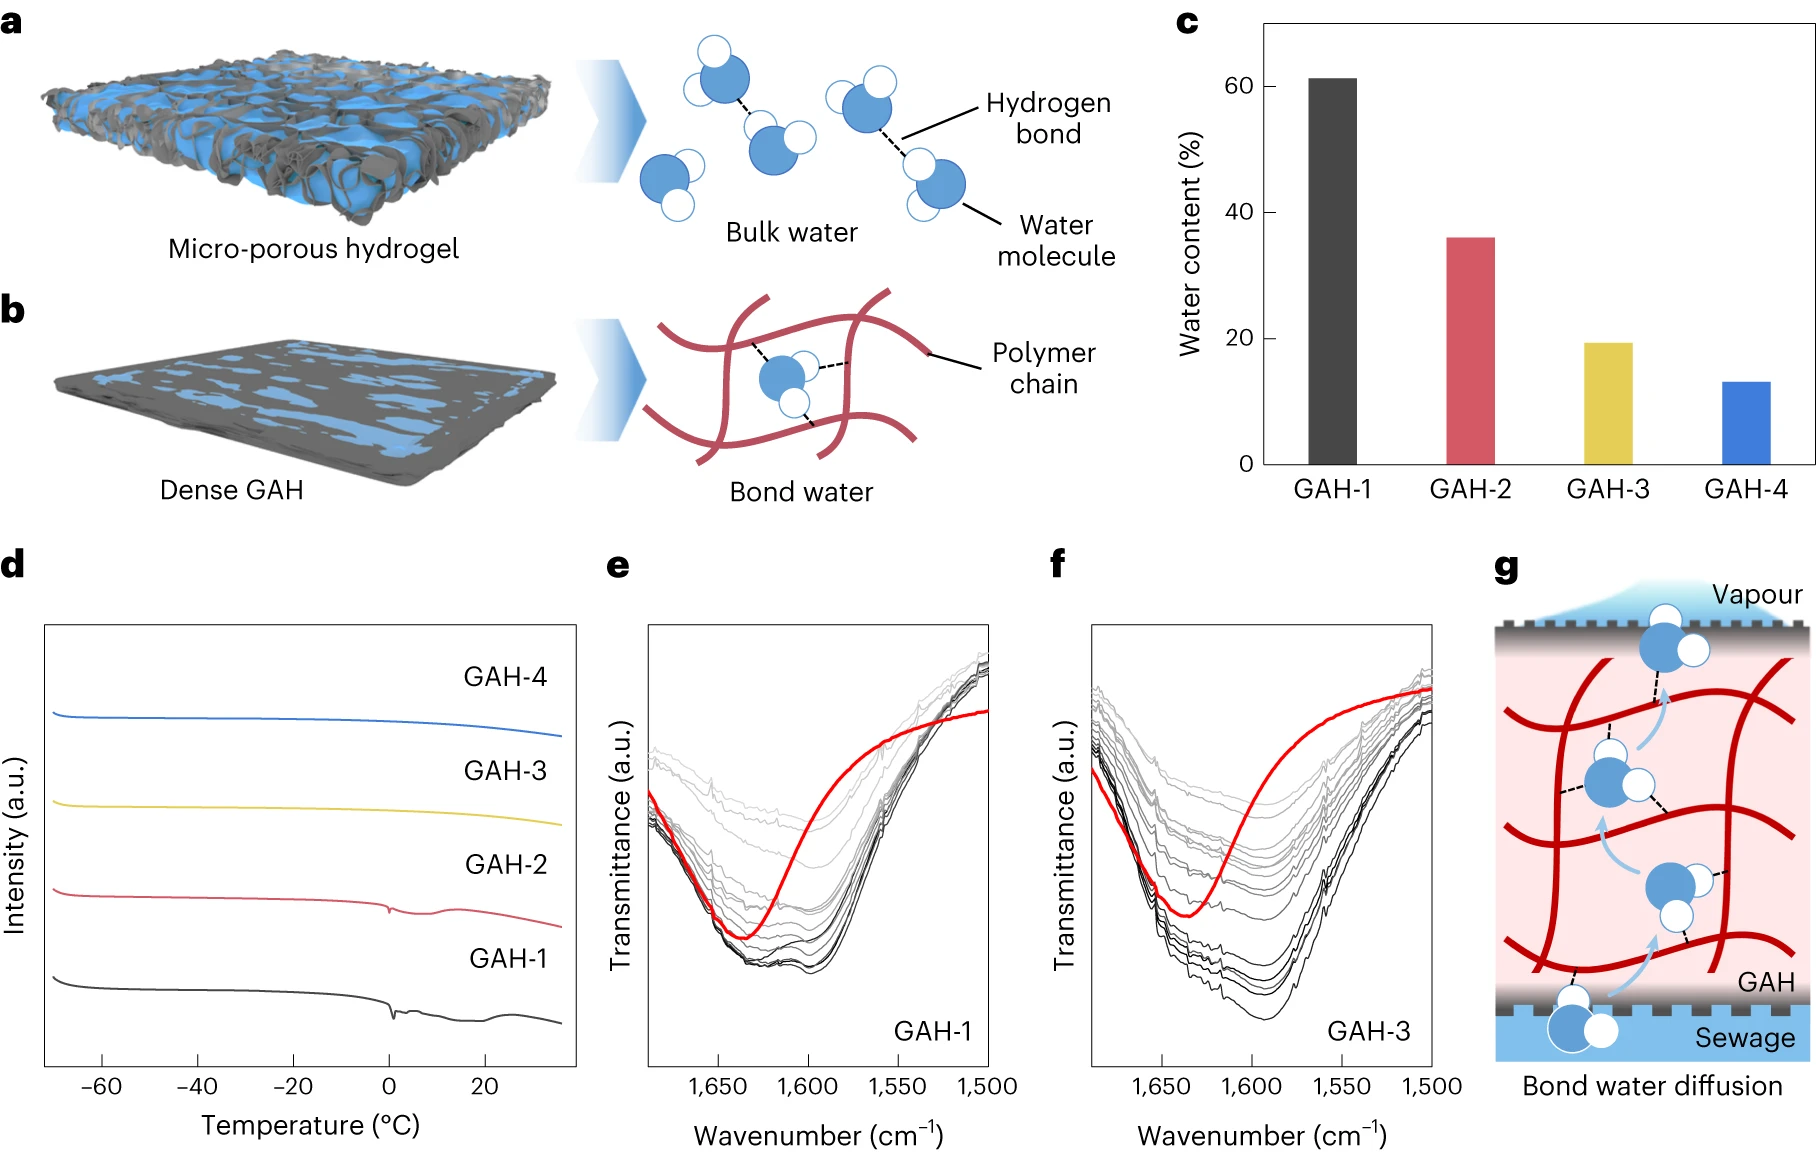 a
Micro-porous hydrogel
Hydrogen
bond
Water
molecule
Bulk water
b
Dense GAH
Polymer
chain
Bond water
c
Water content (%)
60
40
20
0
GAH-1 GAH-2 GAH-3 GAH-4
d
Intensity (a.u.)
GAH-4
GAH-3
GAH-2
GAH-1
–60 –40 –20 0 20
Temperature (°C)
e
Transmittance (a.u.)
GAH-1
1,650 1,600 1,550 1,500
Wavenumber (cm⁻¹)
f
Transmittance (a.u.)
GAH-3
1,650 1,600 1,550 1,500
Wavenumber (cm⁻¹)
g
Vapour
GAH
Sewage
Bond water diffusion